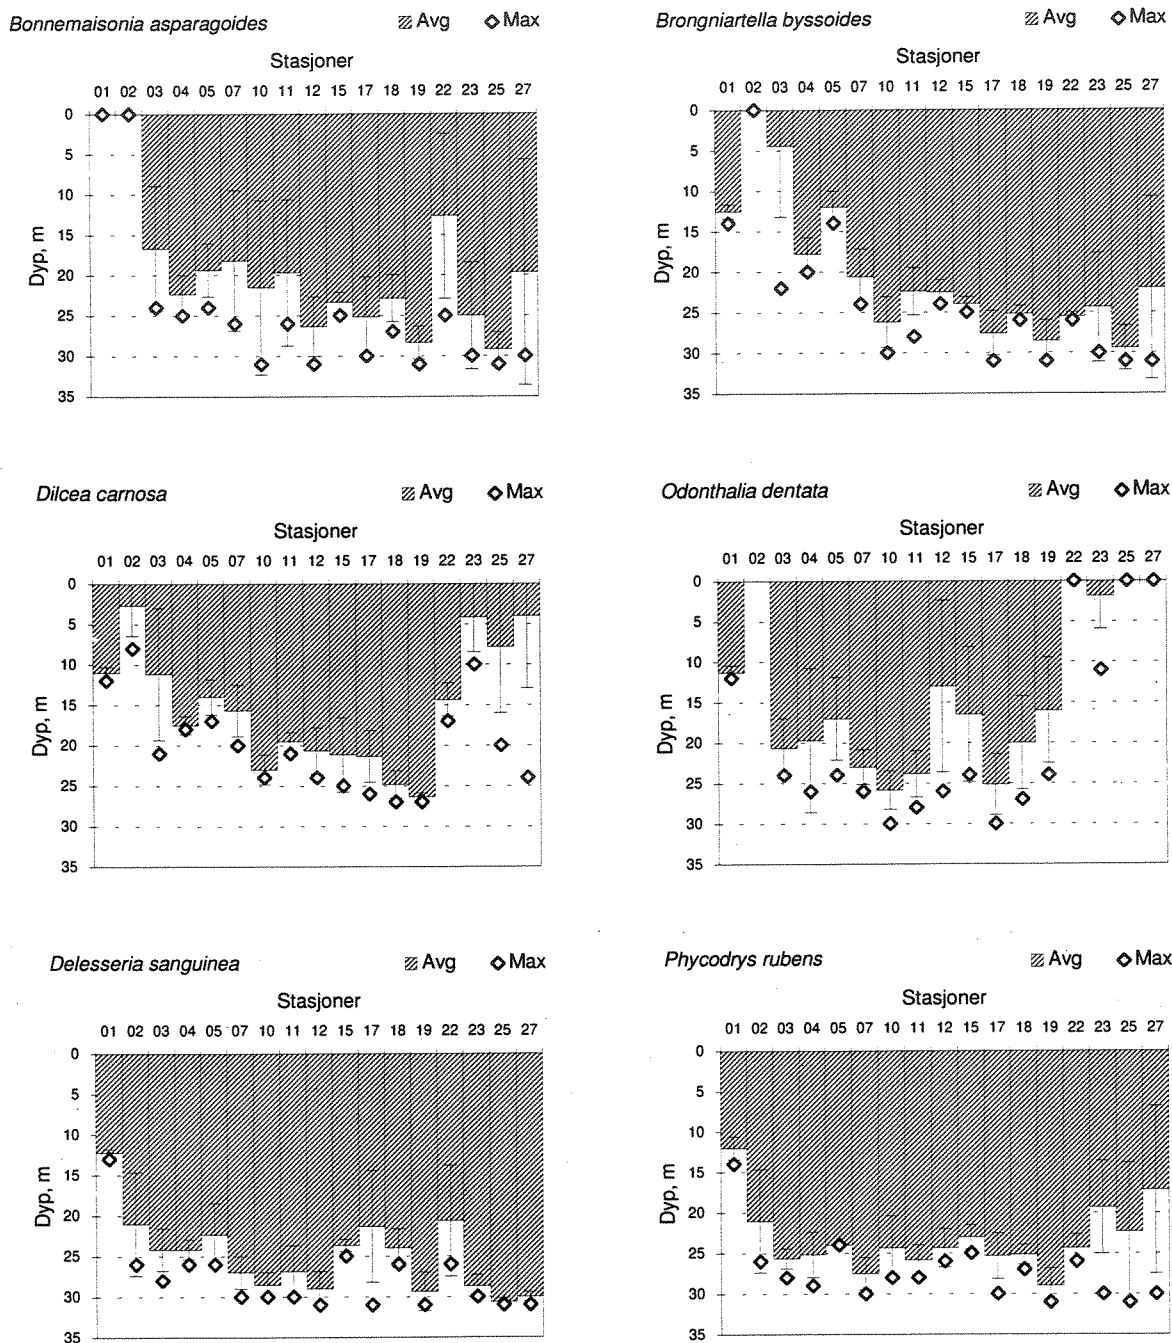 Bonnemaisonia asparagoides Avg Max
Stasjoner
01 02 03 04 05 07 10 11 12 15 17 18 19 22 23 25 27
0
5
10
15
20
25
30
35
Dyp, m
Brongniartella byssoides Avg Max
Stasjoner
01 02 03 04 05 07 10 11 12 15 17 18 19 22 23 25 27
0
5
10
15
20
25
30
35
Dyp, m
Dilcea carnosa Avg Max
Stasjoner
01 02 03 04 05 07 10 11 12 15 17 18 19 22 23 25 27
0
5
10
15
20
25
30
35
Dyp, m
Odonthalia dentata Avg Max
Stasjoner
01 02 03 04 05 07 10 11 12 15 17 18 19 22 23 25 27
0
5
10
15
20
25
30
35
Dyp, m
Delesseria sanguinea Avg Max
Stasjoner
01 02 03 04 05 07 10 11 12 15 17 18 19 22 23 25 27
0
5
10
15
20
25
30
35
Dyp, m
Phycodrys rubens Avg Max
Stasjoner
01 02 03 04 05 07 10 11 12 15 17 18 19 22 23 25 27
0
5
10
15
20
25
30
35
Dyp, m